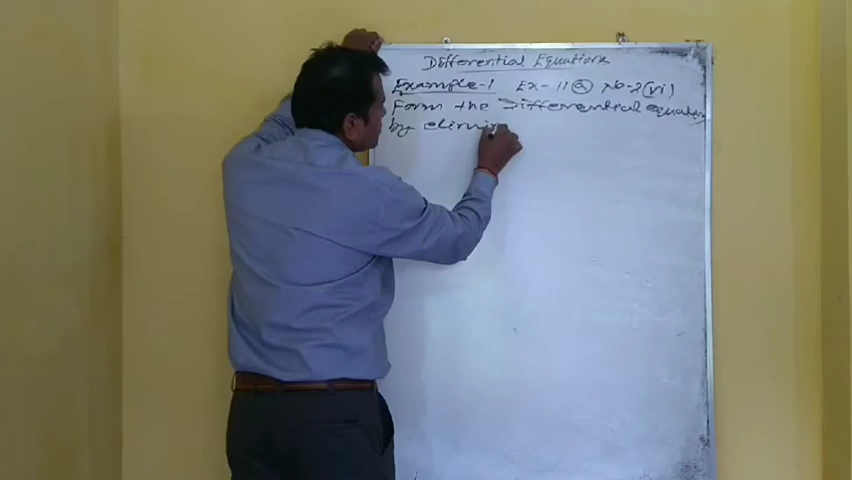 Differential Equations
Example-1 Ex-11(a) No-2(vi)
Form the Differential equation
by elimin